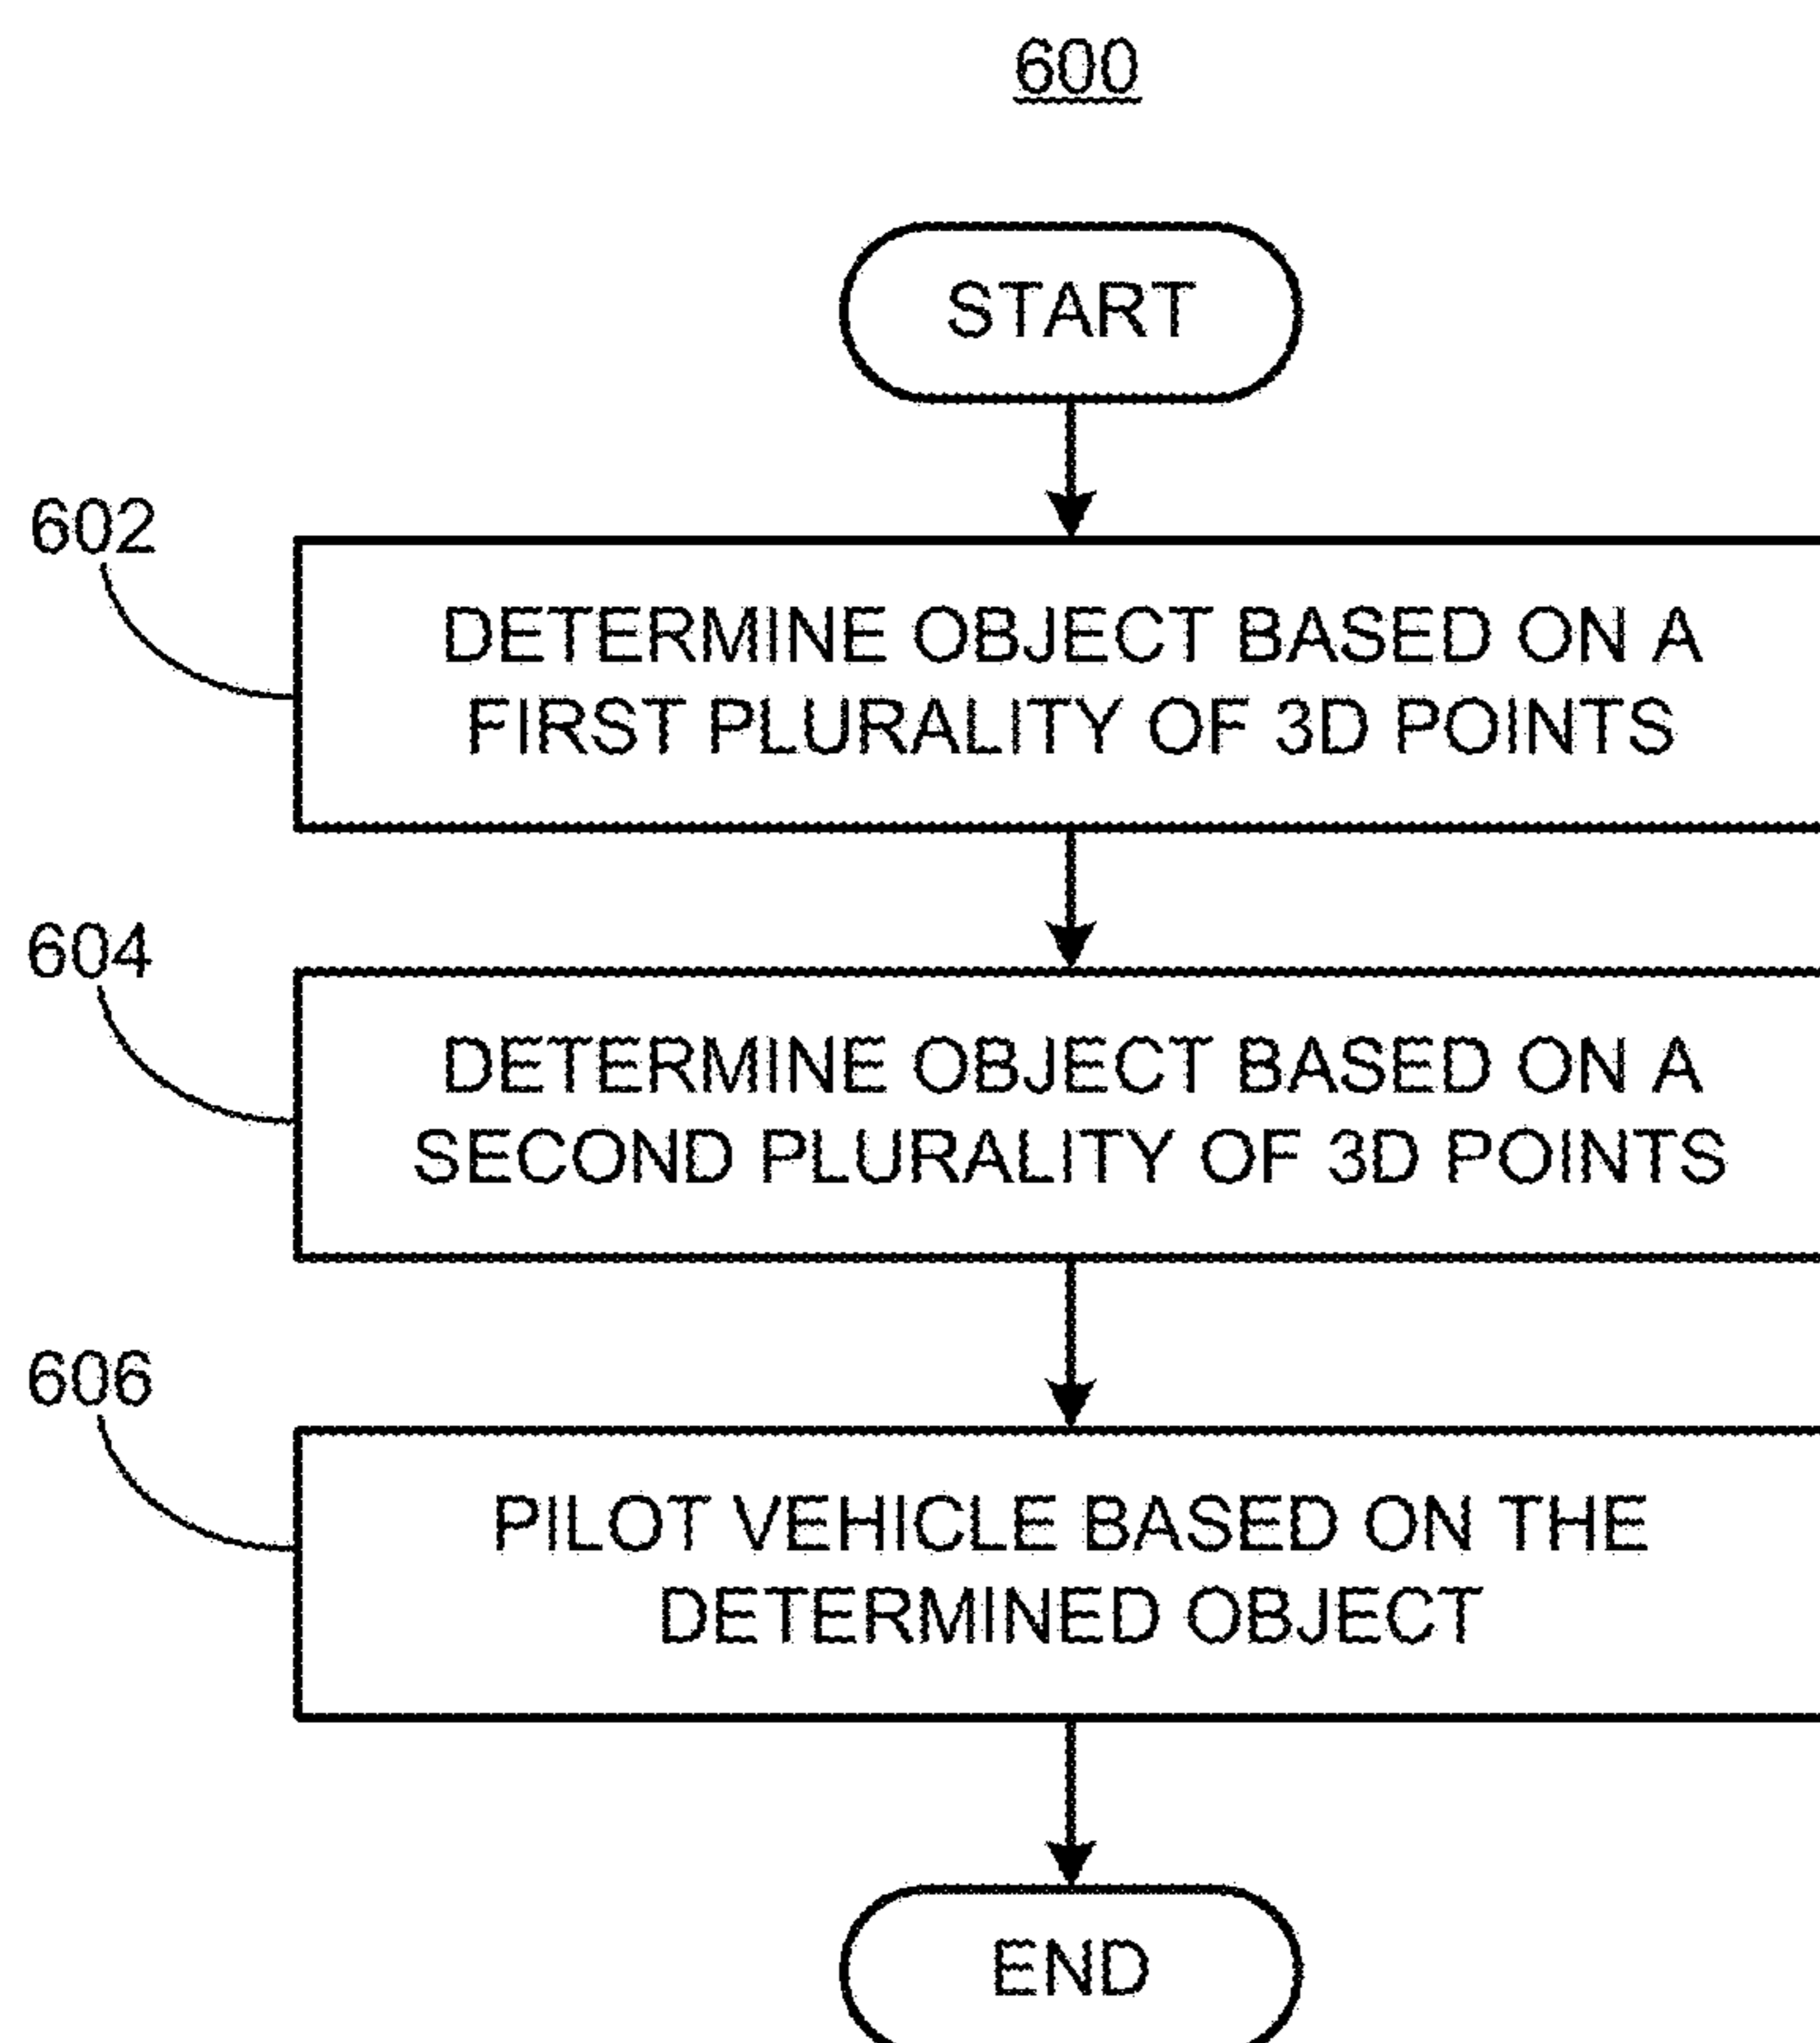 600
START
602
DETERMINE OBJECT BASED ON A
FIRST PLURALITY OF 3D POINTS
604
DETERMINE OBJECT BASED ON A
SECOND PLURALITY OF 3D POINTS
606
PILOT VEHICLE BASED ON THE
DETERMINED OBJECT
END